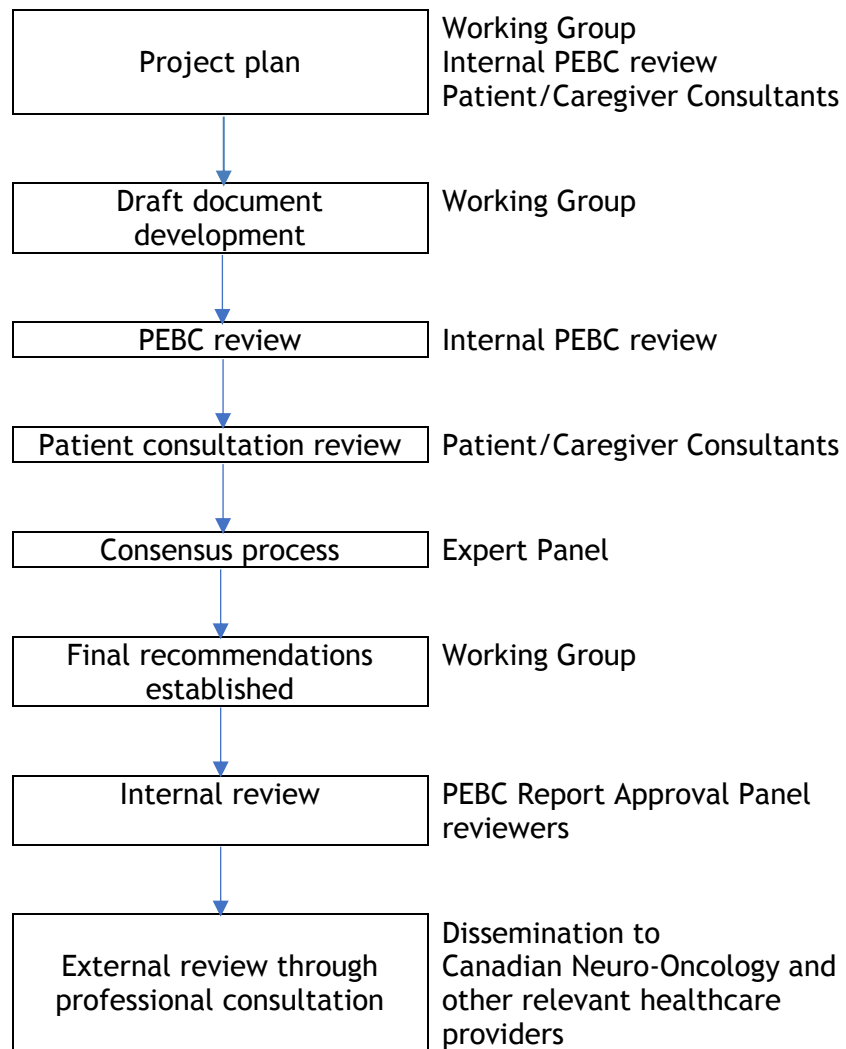 Project plan
Working Group
Internal PEBC review
Patient/Caregiver Consultants
Draft document
development
Working Group
PEBC review
Internal PEBC review
Patient consultation review
Patient/Caregiver Consultants
Consensus process
Expert Panel
Final recommendations
established
Working Group
Internal review
PEBC Report Approval Panel
reviewers
External review through
professional consultation
Dissemination to
Canadian Neuro-Oncology and
other relevant healthcare
providers